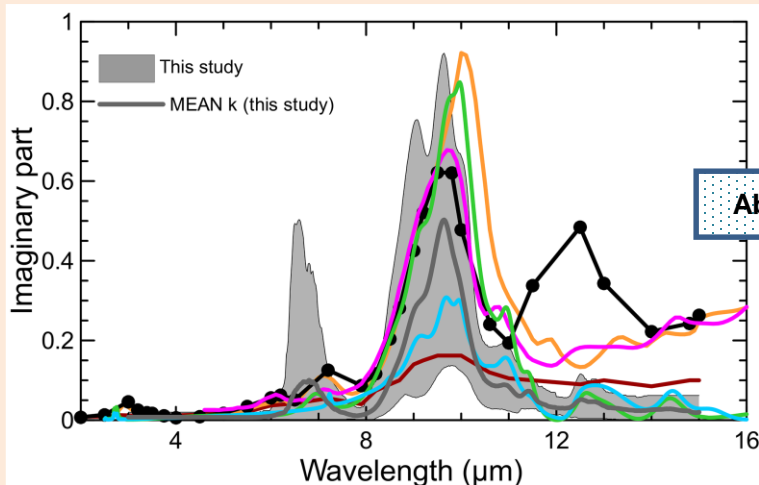 1
0.8
0.6
0.4
0.2
0
Imaginary part
This study
MEAN k (this study)
Ab
4
8
12
16
Wavelength (μm)